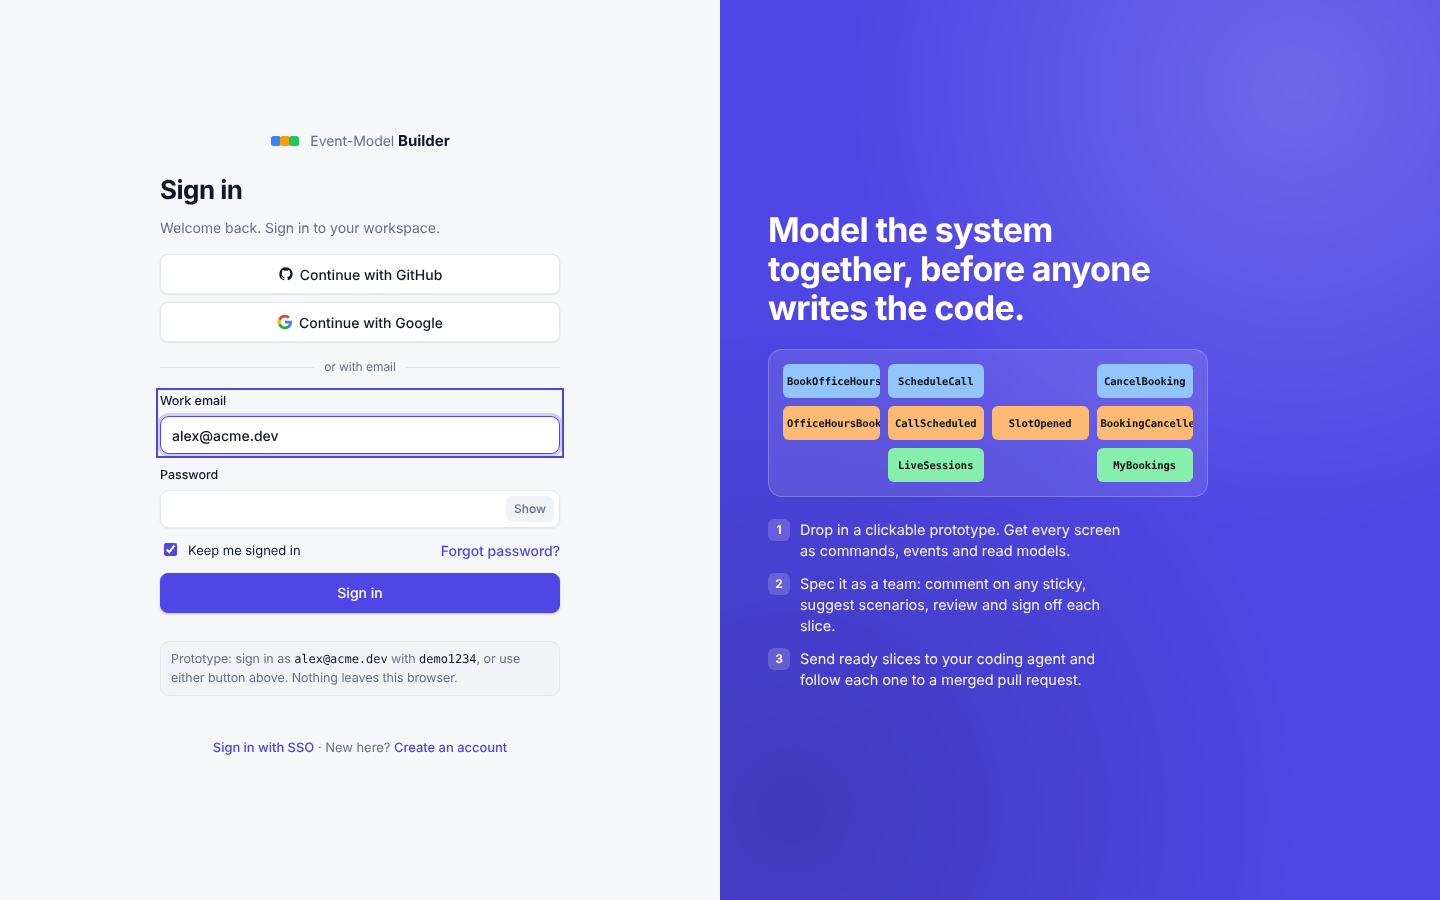 Event-Model Builder
Sign in
Welcome back. Sign in to your workspace.
Continue with GitHub
Continue with Google
or with email
Work email
alex@acme.dev
Password
Show
Keep me signed in
Forgot password?
Sign in
Prototype: sign in as alex@acme.dev with demo1234, or use
either button above. Nothing leaves this browser.
Sign in with SSO · New here? Create an account
Model the system
together, before anyone
writes the code.
BookOfficeHours
ScheduleCall
CancelBooking
OfficeHoursBook
CallScheduled
SlotOpened
BookingCancelle
LiveSessions
MyBookings
1 Drop in a clickable prototype. Get every screen
as commands, events and read models.
2 Spec it as a team: comment on any sticky,
suggest scenarios, review and sign off each
slice.
3 Send ready slices to your coding agent and
follow each one to a merged pull request.